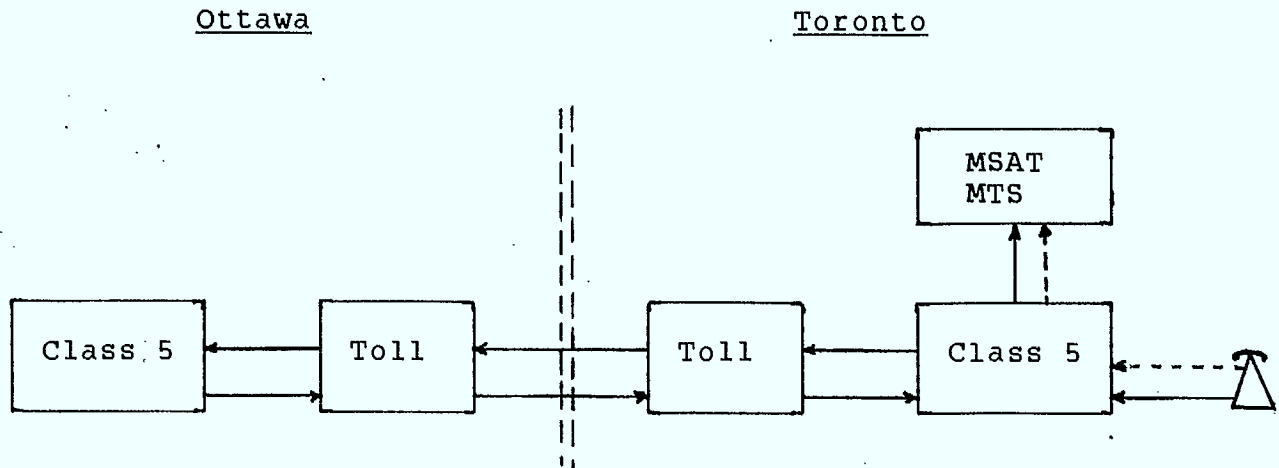 Ottawa
Toronto
MSAT
MTS
Class 5
Toll
Toll
Class 5